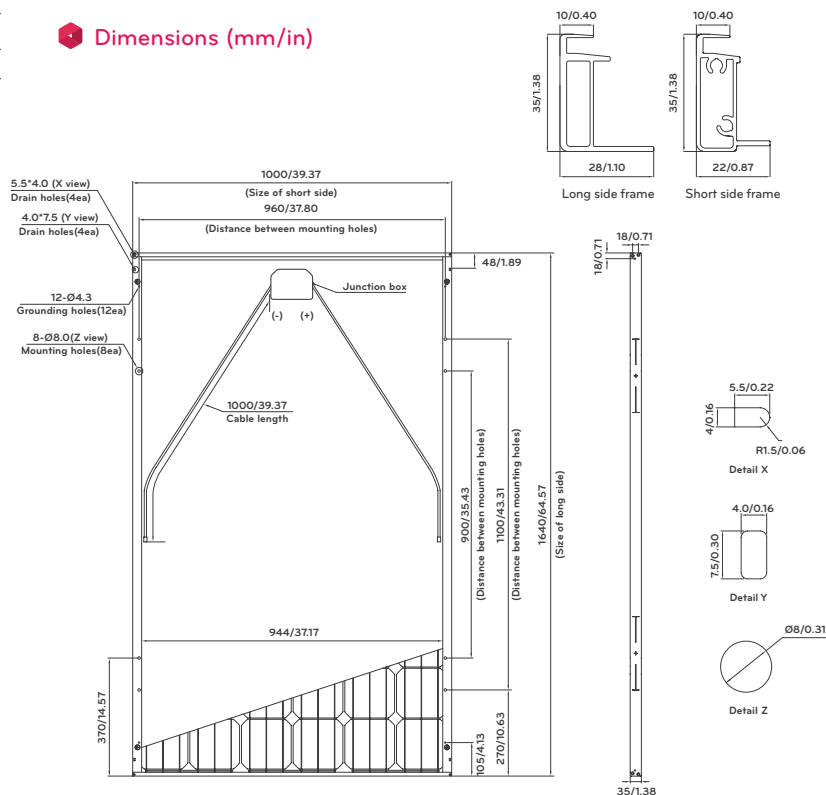 Dimensions (mm/in)
10/0.40
35/1.38
28/1.10
Long side frame
10/0.40
35/1.38
22/0.87
Short side frame
1000/39.37
(Size of short side)
960/37.80
(Distance between mounting holes)
5.5*4.0 (X view)
Drain holes(4ea)
4.0*7.5 (Y view)
Drain holes(4ea)
12-Ø4.3
Grounding holes(12ea)
8-Ø8.0(Z view)
Mounting holes(8ea)
48/1.89
Junction box
(-) (+)
1000/39.37
Cable length
900/35.43
(Distance between mounting holes)
1100/43.31
(Distance between mounting holes)
1640/64.57
(Size of long side)
944/37.17
370/14.57
105/4.13
270/10.63
18/0.71
18/0.71
35/1.38
5.5/0.22
4/0.16
R1.5/0.06
Detail X
4.0/0.16
7.5/0.30
Detail Y
Ø8/0.31
Detail Z